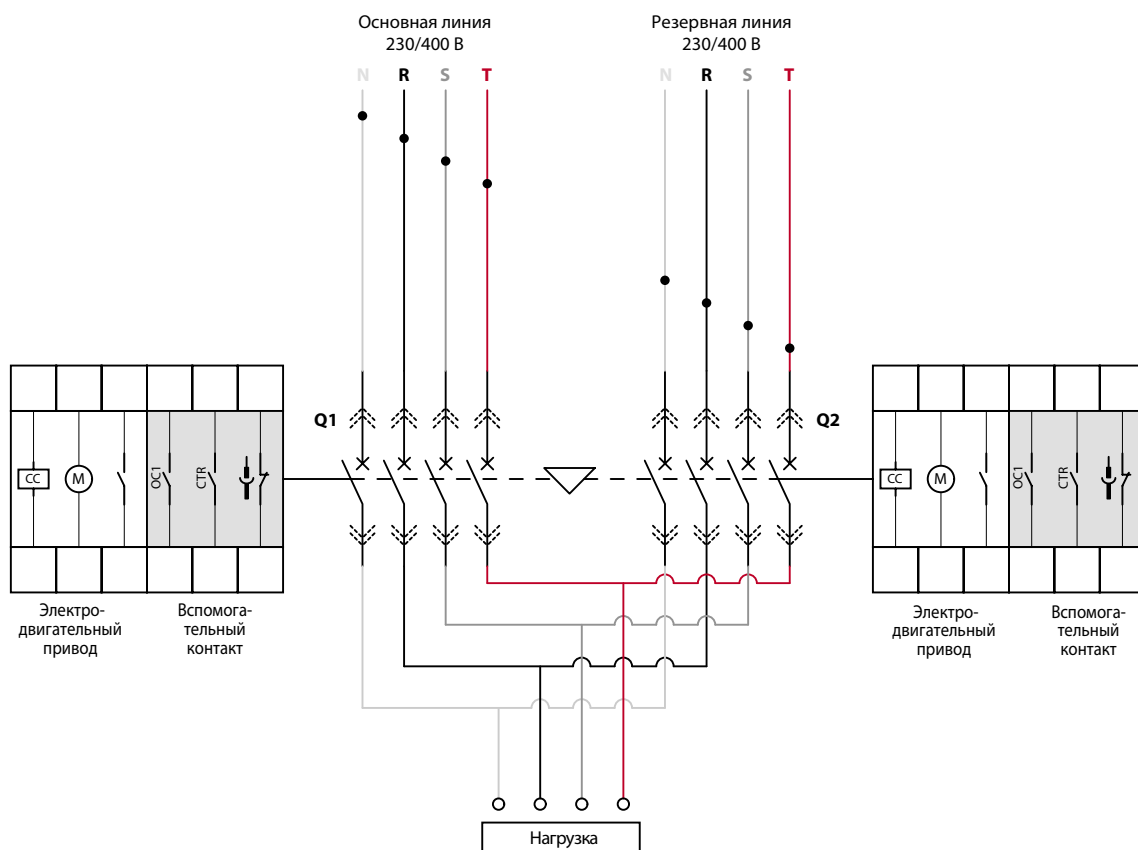 Основная линия
230/400 В
Резервная линия
230/400 В
N R S T
N R S T
Q1
Q2
CC
M
OC1
CTR
CC
M
OC1
CTR
Электро-
двигательный
привод
Вспомога-
тельный
контакт
Электро-
двигательный
привод
Вспомога-
тельный
контакт
Нагрузка